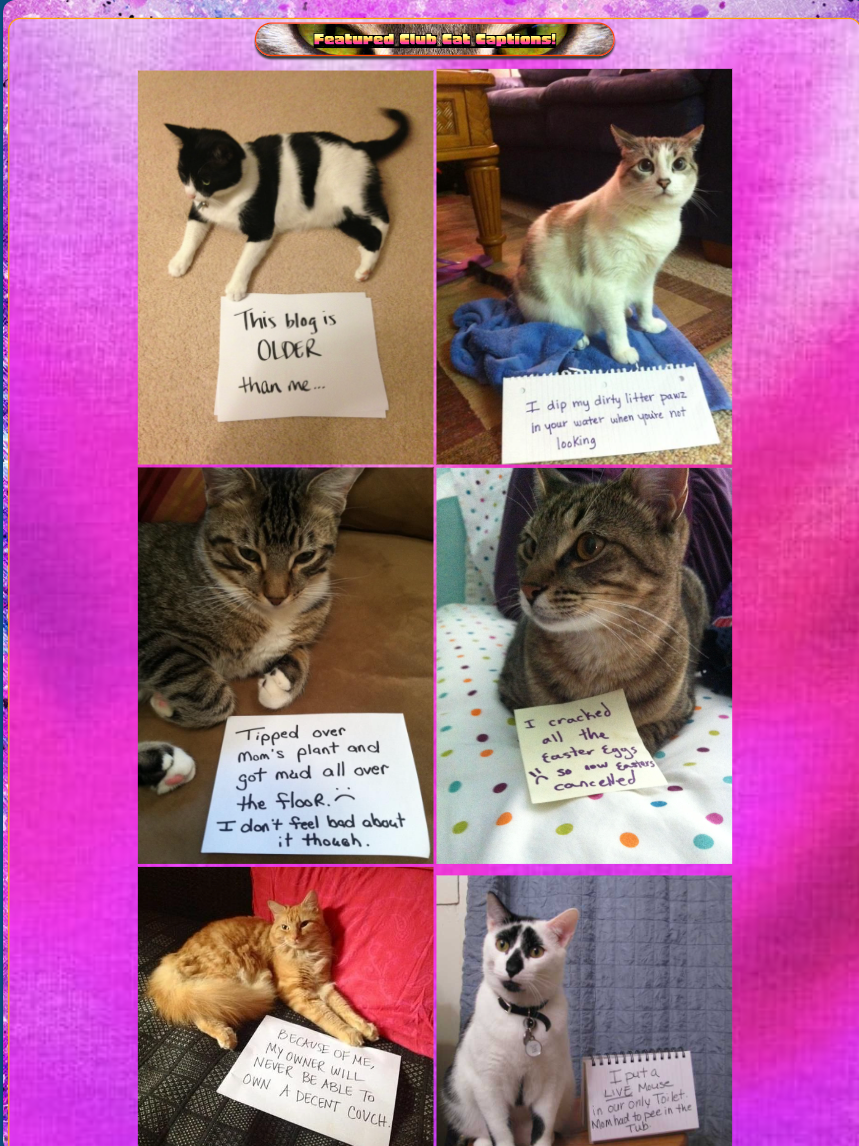 Featured Club Cat Captions!
This blog is
OLDER
than me...
I dip my dirty litter pawz
in your water when you're not
looking
Tipped over
Mom's plant and
got mud all over
the flooR. :(
I don't feel bad about
it though.
I cracked
all the
Easter Eggs
:( so now Easters
cancelled
BECAUSE OF ME,
MY OWNER WILL
NEVER BE ABLE TO
OWN A DECENT COUCH.
I put a
LIVE Mouse
in our only Toilet.
Mom had to pee in the
Tub.